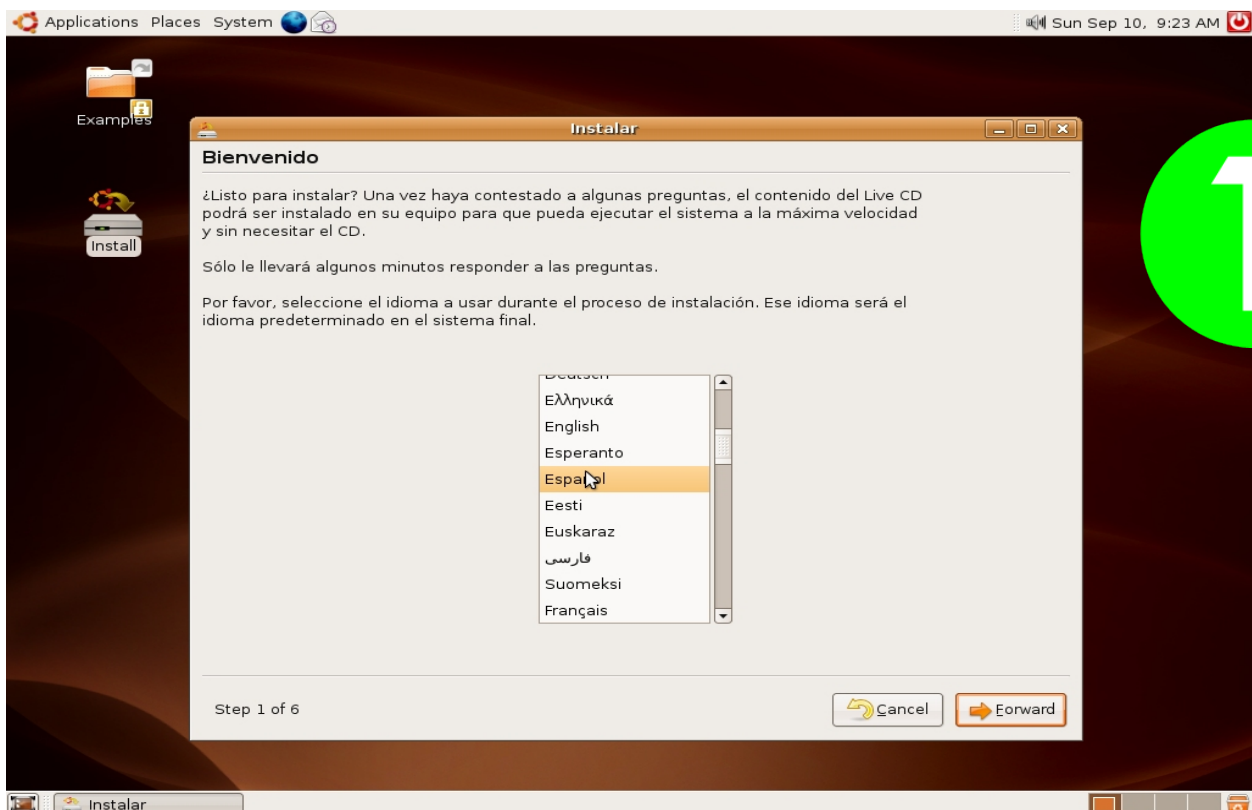 Applications Places System
Sun Sep 10, 9:23 AM
Examples
Install
Instalar
Bienvenido
¿Listo para instalar? Una vez haya contestado a algunas preguntas, el contenido del Live CD
podrá ser instalado en su equipo para que pueda ejecutar el sistema a la máxima velocidad
y sin necesitar el CD.
Sólo le llevará algunos minutos responder a las preguntas.
Por favor, seleccione el idioma a usar durante el proceso de instalación. Ese idioma será el
idioma predeterminado en el sistema final.
Deutsch
Ελληνικά
English
Esperanto
Español
Eesti
Euskaraz
فارسی
Suomeksi
Français
Step 1 of 6
Cancel
Forward
1
Instalar